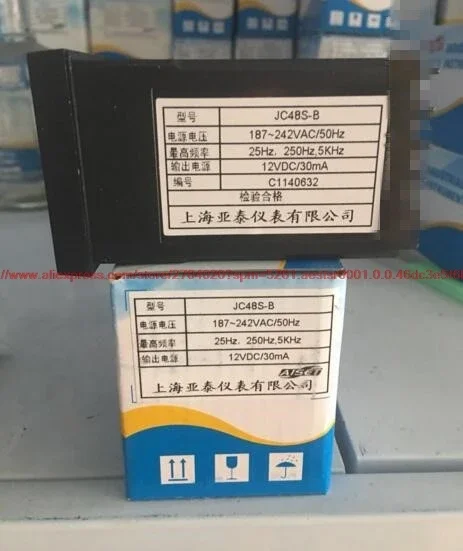 型号 JC48S-B
电源电压 187~242VAC/50Hz
最高频率 25Hz, 250Hz,5KHz
输出电源 12VDC/30mA
编号 C1140632
检验合格
上海亚泰仪表有限公司
型号 JC48S-B
电源电压 187~242VAC/50Hz
最高频率 25Hz, 250Hz,5KHz
输出电源 12VDC/30mA
AISET
上海亚泰仪表有限公司